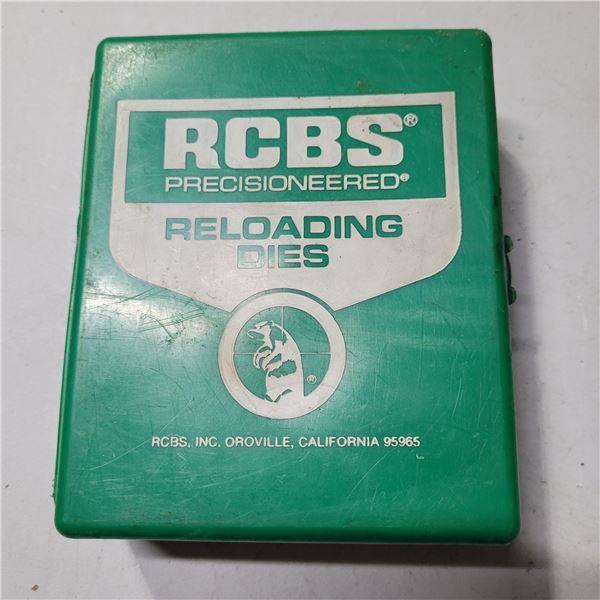 RCBS®
PRECISIONEERED®
RELOADING
DIES
®
RCBS, INC. OROVILLE, CALIFORNIA 95965